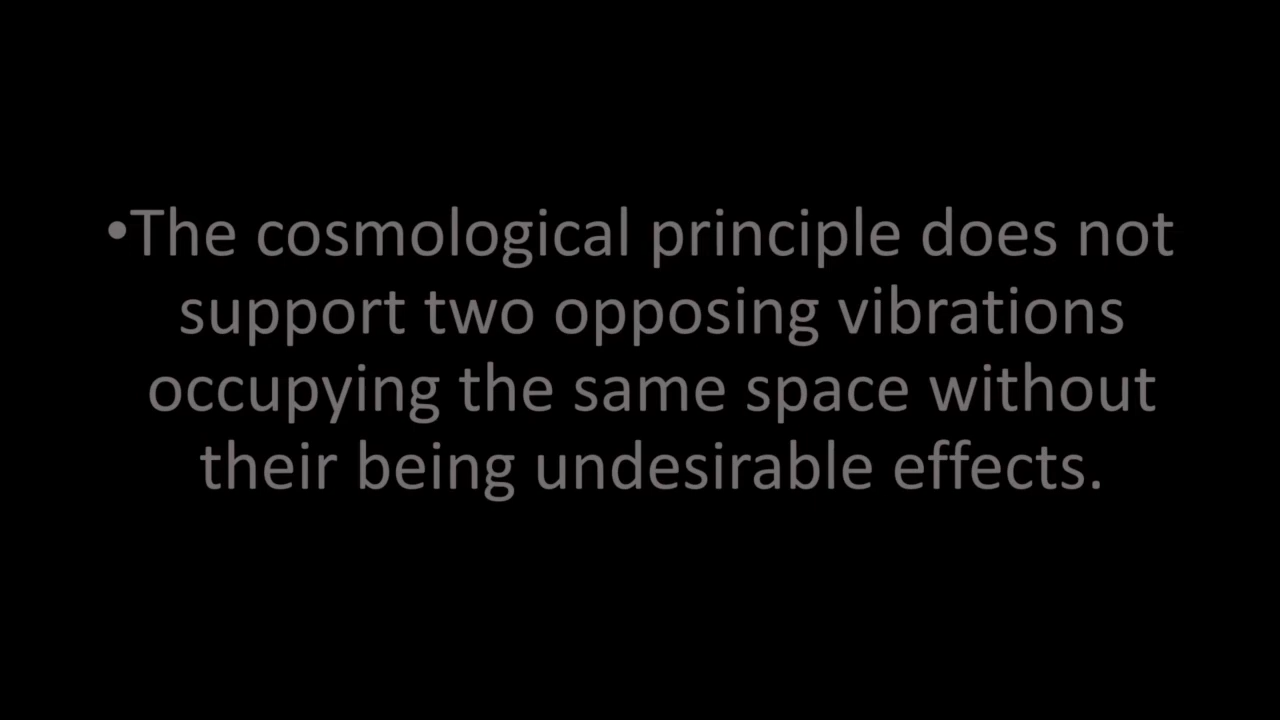 •The cosmological principle does not
support two opposing vibrations
occupying the same space without
their being undesirable effects.